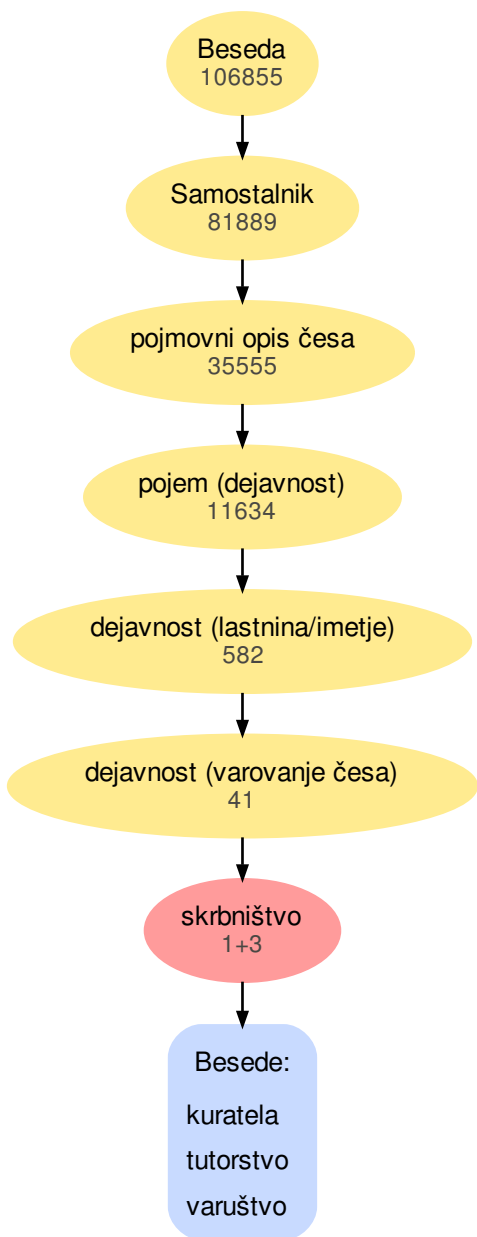 Beseda
106855
Samostalnik
81889
pojmovni opis česa
35555
pojem (dejavnost)
11634
dejavnost (lastnina/imetje)
582
dejavnost (varovanje česa)
41
skrbništvo
1+3
Besede:
kuratela
tutorstvo
varuštvo